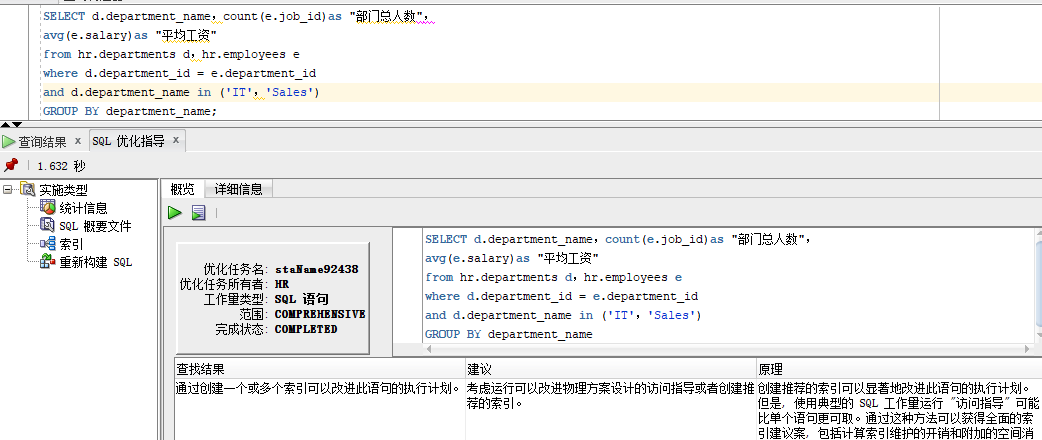 SELECT d.department_name，count(e.job_id)as "部门总人数"，
avg(e.salary)as "平均工资"
from hr.departments d，hr.employees e
where d.department_id = e.department_id
and d.department_name in ('IT'，'Sales')
GROUP BY department_name;
查询结果 x SQL 优化指导 x
1.632 秒
实施类型
统计信息
SQL 概要文件
索引
重新构建 SQL
概览 详细信息
优化任务名: staName92438
优化任务所有者: HR
工作量类型: SQL 语句
范围: COMPREHENSIVE
完成状态: COMPLETED
SELECT d.department_name，count(e.job_id)as "部门总人数"，
avg(e.salary)as "平均工资"
from hr.departments d，hr.employees e
where d.department_id = e.department_id
and d.department_name in ('IT'，'Sales')
GROUP BY department_name
查找结果 建议 原理
通过创建一个或多个索引可以改进此语句的执行计划。
考虑运行可以改进物理方案设计的访问指导或者创建推
荐的索引。
创建推荐的索引可以显著地改进此语句的执行计划。
但是, 使用典型的 SQL 工作量运行 "访问指导" 可能
比单个语句更可取。通过这种方法可以获得全面的索
引建议案, 包括计算索引维护的开销和附加的空间消